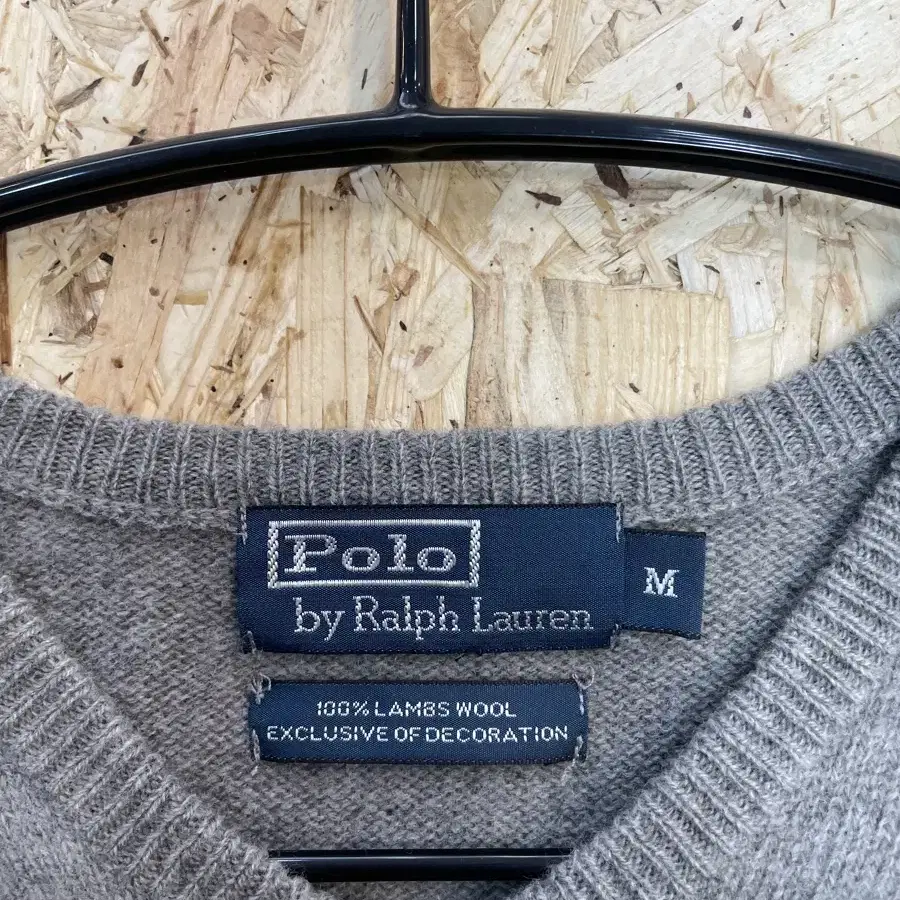 Polo
by Ralph Lauren
M
100% LAMBS WOOL
EXCLUSIVE OF DECORATION